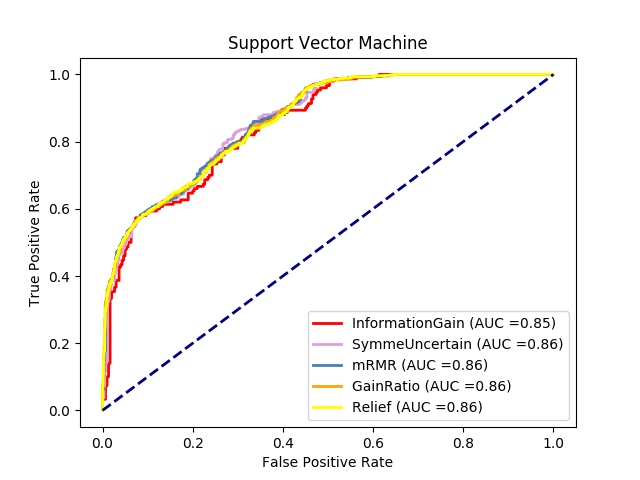 Support Vector Machine
True Positive Rate
1.0
0.8
0.6
0.4
0.2
0.0
InformationGain (AUC =0.85)
SymmeUncertain (AUC =0.86)
mRMR (AUC =0.86)
GainRatio (AUC =0.86)
Relief (AUC =0.86)
0.0 0.2 0.4 0.6 0.8 1.0
False Positive Rate